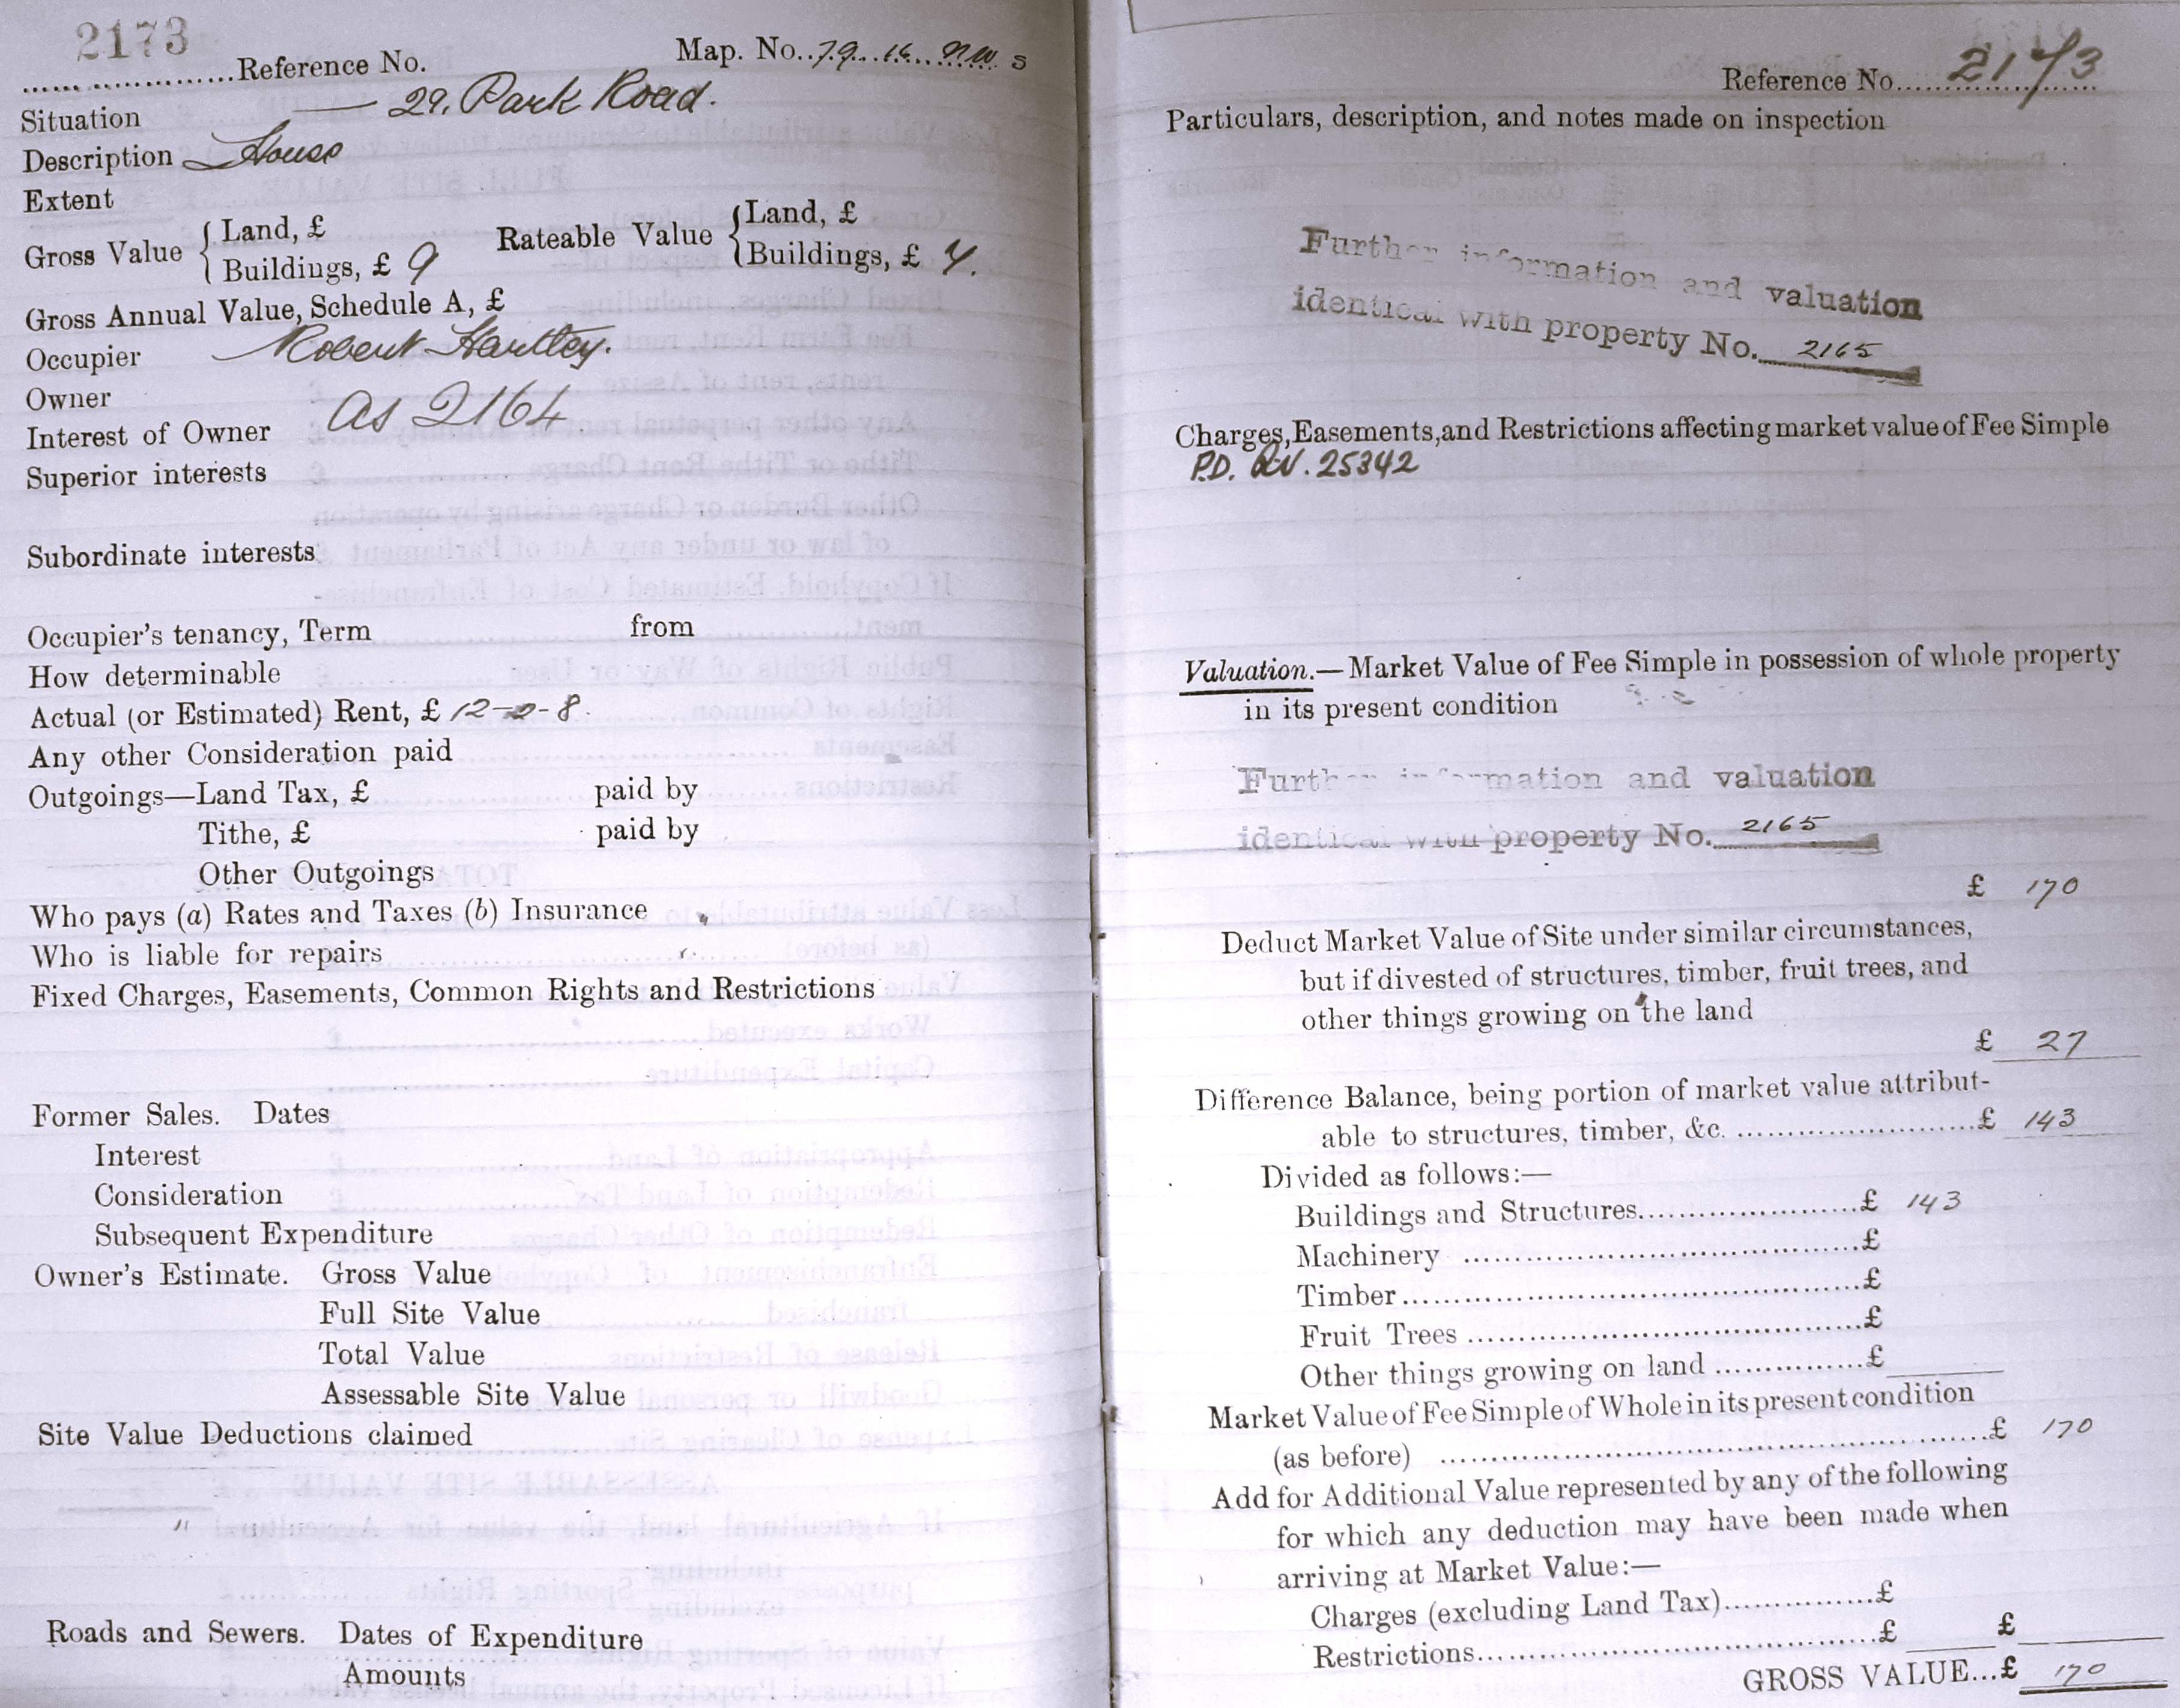 2173
Reference No. Map. No. 79 16 NW S
Situation 29, Park Road.
Description House
Extent
Gross Value { Land, £
Buildings, £ 9
Rateable Value { Land, £
Buildings, £ 7.
Gross Annual Value, Schedule A, £
Occupier Robert Hartley.
Owner
Interest of Owner As 2164
Superior interests
Subordinate interests
Occupier's tenancy, Term from
How determinable
Actual (or Estimated) Rent, £ 12-0-8.
Any other Consideration paid
Outgoings—Land Tax, £ paid by
Tithe, £ paid by
Other Outgoings
Who pays (a) Rates and Taxes (b) Insurance
Who is liable for repairs
Fixed Charges, Easements, Common Rights and Restrictions
Former Sales. Dates
Interest
Consideration
Subsequent Expenditure
Owner's Estimate. Gross Value
Full Site Value
Total Value
Assessable Site Value
Site Value Deductions claimed
Roads and Sewers. Dates of Expenditure
Amounts
Reference No. 2173
Particulars, description, and notes made on inspection
Further information and valuation
identical with property No. 2165
Charges, Easements, and Restrictions affecting market value of Fee Simple
P.D. 25342
Valuation.—Market Value of Fee Simple in possession of whole property
in its present condition
Further information and valuation
identical with property No. 2165
£ 170
Deduct Market Value of Site under similar circumstances,
but if divested of structures, timber, fruit trees, and
other things growing on the land
£ 27
Difference Balance, being portion of market value attribut-
able to structures, timber, &c. £ 143
Divided as follows:—
Buildings and Structures £ 143
Machinery £
Timber £
Fruit Trees £
Other things growing on land £
Market Value of Fee Simple of Whole in its present condition
(as before) £ 170
Add for Additional Value represented by any of the following
for which any deduction may have been made when
arriving at Market Value:—
Charges (excluding Land Tax) £
Restrictions £ £
GROSS VALUE...£ 170